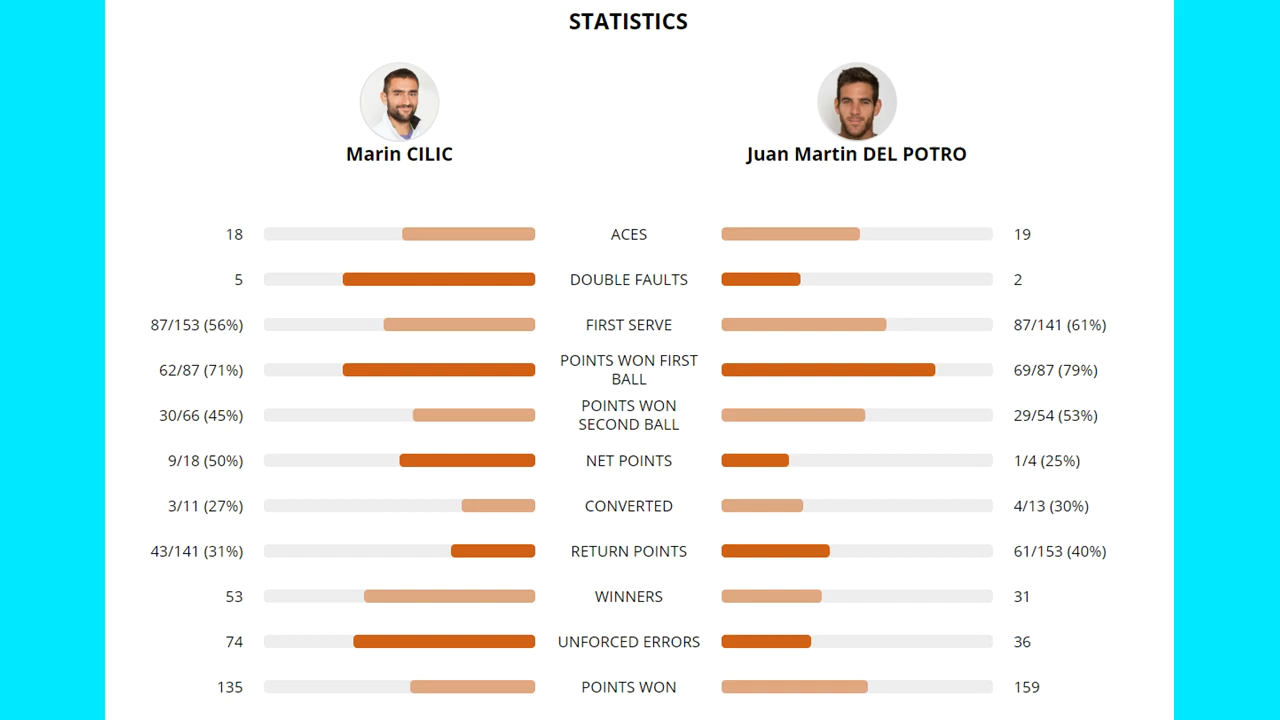 STATISTICS
Marin CILIC
Juan Martin DEL POTRO
18 ACES 19
5 DOUBLE FAULTS 2
87/153 (56%) FIRST SERVE 87/141 (61%)
62/87 (71%) POINTS WON FIRST 69/87 (79%)
BALL
30/66 (45%) POINTS WON 29/54 (53%)
SECOND BALL
9/18 (50%) NET POINTS 1/4 (25%)
3/11 (27%) CONVERTED 4/13 (30%)
43/141 (31%) RETURN POINTS 61/153 (40%)
53 WINNERS 31
74 UNFORCED ERRORS 36
135 POINTS WON 159